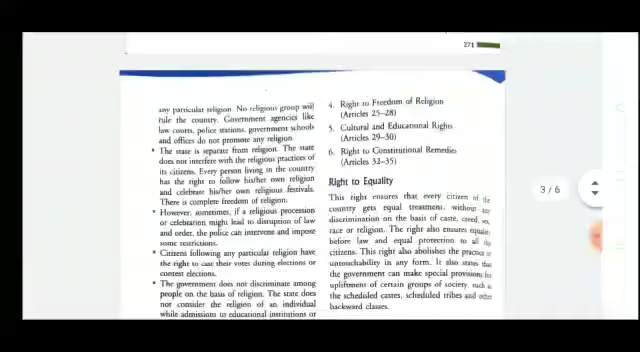 271
any particular religion. No religious group will
rule the country. Government agencies like
law courts, police stations, government schools
and offices do not promote any religion.
• The state is separate from religion. The state
does not interfere with the religious practices of
its citizens. Every person living in the country
has the right to follow his/her own religion
and celebrate his/her own religious festivals.
There is complete freedom of religion.
• However, sometimes, if a religious procession
or celebration might lead to disruption of law
and order, the police can intervene and impose
some restrictions.
• Citizens following any particular religion have
the right to cast their votes during elections or
contest elections.
• The government does not discriminate among
people on the basis of religion. The state does
not consider the religion of an individual
while admissions to educational institutions or
4. Right to Freedom of Religion
(Articles 25–28)
5. Cultural and Educational Rights
(Articles 29–30)
6. Right to Constitutional Remedies
(Articles 32–35)
Right to Equality
This right ensures that every citizen of the
country gets equal treatment, without any
discrimination on the basis of caste, creed, sex,
race or religion. The right also ensures equality
before law and equal protection to all the
citizens. This right also abolishes the practice of
untouchability in any form. It also states that
the government can make special provisions for
upliftment of certain groups of society, such as
the scheduled castes, scheduled tribes and other
backward classes.
3 / 6